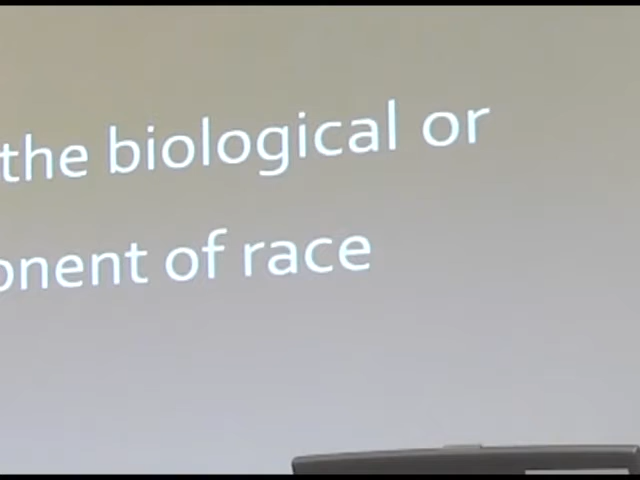 the biological or
onent of race